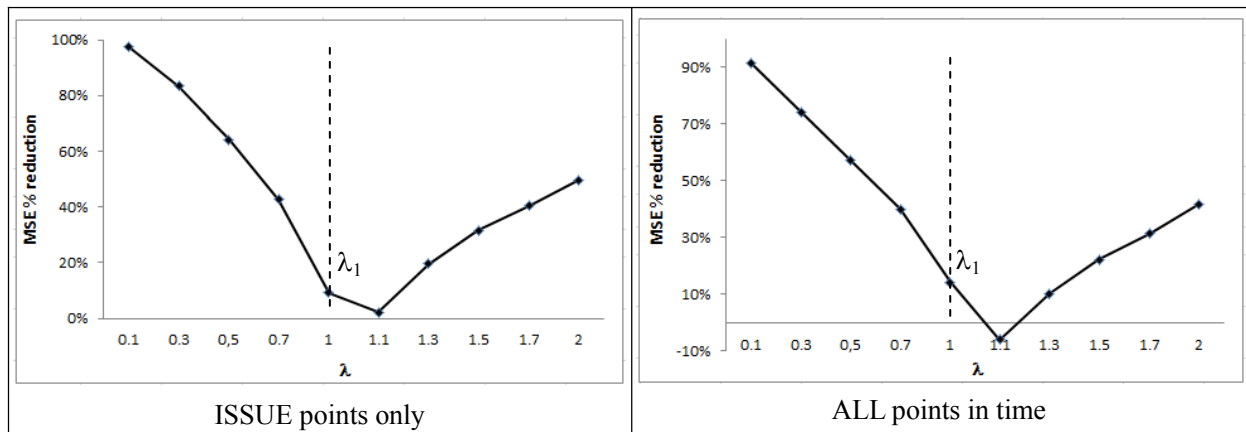 100%
80%
60%
40%
20%
0%
MSE % reduction
λ₁
0.1 0.3 0,5 0.7 1 1.1 1.3 1.5 1.7 2
λ
ISSUE points only
90%
70%
50%
30%
10%
-10%
MSE % reduction
λ₁
0.1 0.3 0,5 0.7 1 1.1 1.3 1.5 1.7 2
λ
ALL points in time